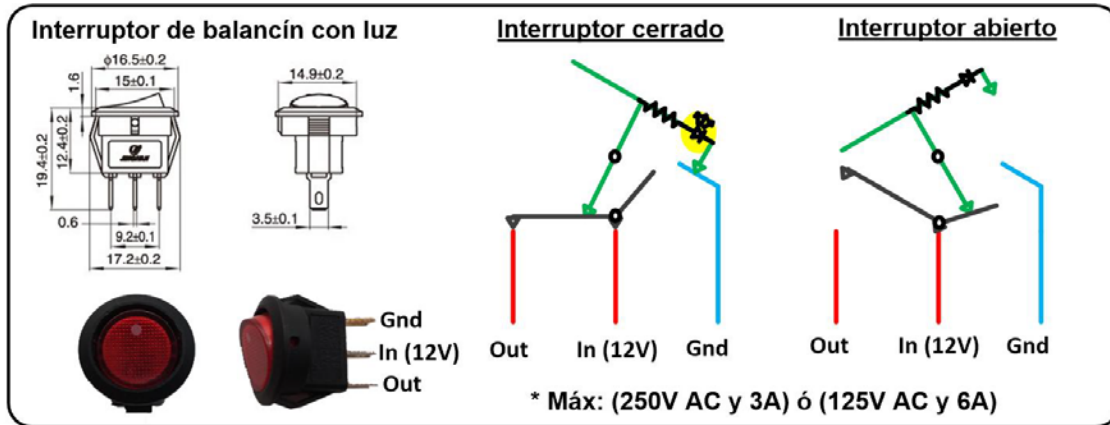 Interruptor de balancín con luz
Interruptor cerrado
Interruptor abierto
ϕ16.5±0.2
15±0.1
1.6
14.9±0.2
19.4±0.2
12.4±0.2
0.6
9.2±0.1
17.2±0.2
3.5±0.1
Gnd
In (12V)
Out
Out In (12V) Gnd
Out In (12V) Gnd
* Máx: (250V AC y 3A) ó (125V AC y 6A)